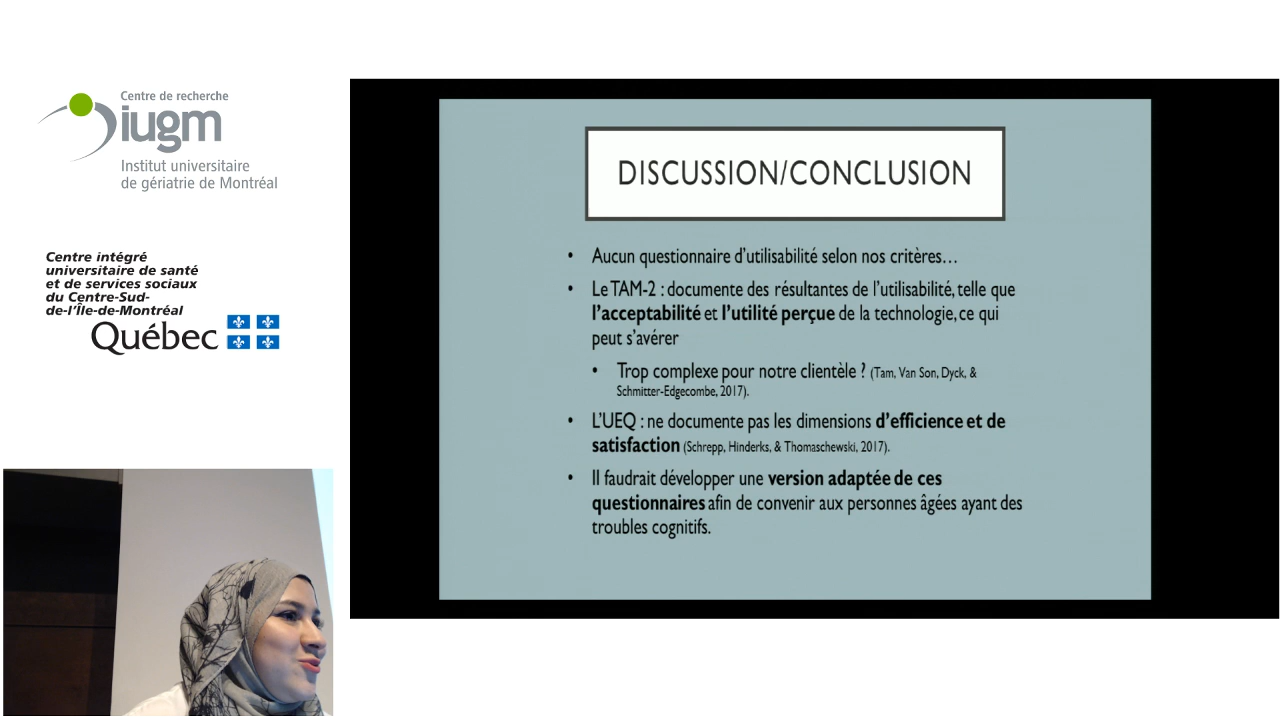 Centre de recherche
iugm
Institut universitaire
de gériatrie de Montréal
Centre intégré
universitaire de santé
et de services sociaux
du Centre-Sud-
de-l'Île-de-Montréal
Québec
DISCUSSION/CONCLUSION
• Aucun questionnaire d'utilisabilité selon nos critères…
• Le TAM-2 : documente des résultantes de l'utilisabilité, telle que
l'acceptabilité et l'utilité perçue de la technologie, ce qui
peut s'avérer
• Trop complexe pour notre clientèle ? (Tam, Van Son, Dyck, &
Schmitter-Edgecombe, 2017).
• L'UEQ : ne documente pas les dimensions d'efficience et de
satisfaction (Schrepp, Hinderks, & Thomaschewski, 2017).
• Il faudrait développer une version adaptée de ces
questionnaires afin de convenir aux personnes âgées ayant des
troubles cognitifs.